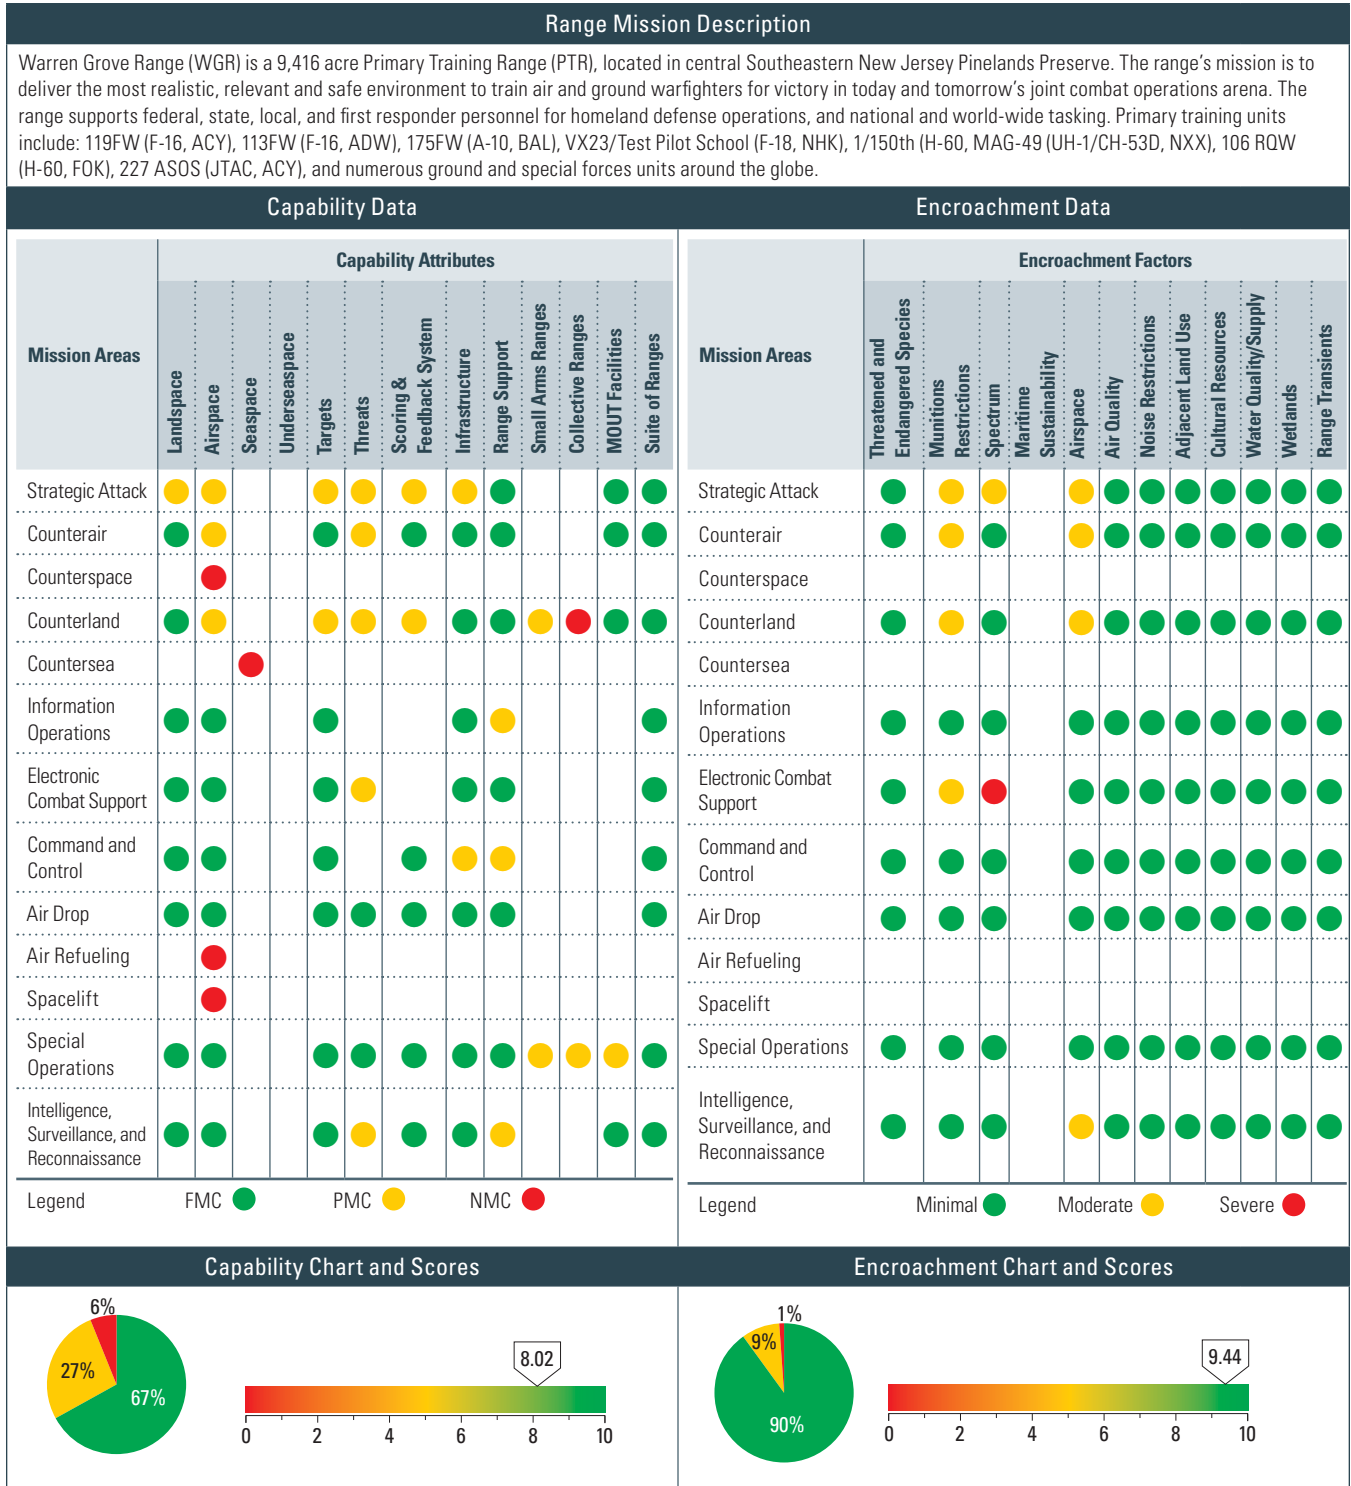 Range Mission Description
Warren Grove Range (WGR) is a 9,416 acre Primary Training Range (PTR), located in central Southeastern New Jersey Pinelands Preserve. The range's mission is to
deliver the most realistic, relevant and safe environment to train air and ground warfighters for victory in today and tomorrow's joint combat operations arena. The
range supports federal, state, local, and first responder personnel for homeland defense operations, and national and world-wide tasking. Primary training units
include: 119FW (F-16, ACY), 113FW (F-16, ADW), 175FW (A-10, BAL), VX23/Test Pilot School (F-18, NHK), 1/150th (H-60, MAG-49 (UH-1/CH-53D, NXX), 106 RQW
(H-60, FOK), 227 ASOS (JTAC, ACY), and numerous ground and special forces units around the globe.
Capability Data
Mission Areas
Capability Attributes
Landspace
Airspace
Seaspace
Underseaspace
Targets
Threats
Scoring &
Feedback System
Infrastructure
Range Support
Small Arms Ranges
Collective Ranges
MOUT Facilities
Suite of Ranges
Strategic Attack
Counterair
Counterspace
Counterland
Countersea
Information
Operations
Electronic
Combat Support
Command and
Control
Air Drop
Air Refueling
Spacelift
Special
Operations
Intelligence,
Surveillance, and
Reconnaissance
Legend
FMC
PMC
NMC
Encroachment Data
Mission Areas
Encroachment Factors
Threatened and
Endangered Species
Munitions
Restrictions
Spectrum
Maritime
Sustainability
Airspace
Air Quality
Noise Restrictions
Adjacent Land Use
Cultural Resources
Water Quality/Supply
Wetlands
Range Transients
Strategic Attack
Counterair
Counterspace
Counterland
Countersea
Information
Operations
Electronic Combat
Support
Command and
Control
Air Drop
Air Refueling
Spacelift
Special Operations
Intelligence,
Surveillance, and
Reconnaissance
Legend
Minimal
Moderate
Severe
Capability Chart and Scores
6%
27%
67%
8.02
0 2 4 6 8 10
Encroachment Chart and Scores
1%
9%
90%
9.44
0 2 4 6 8 10